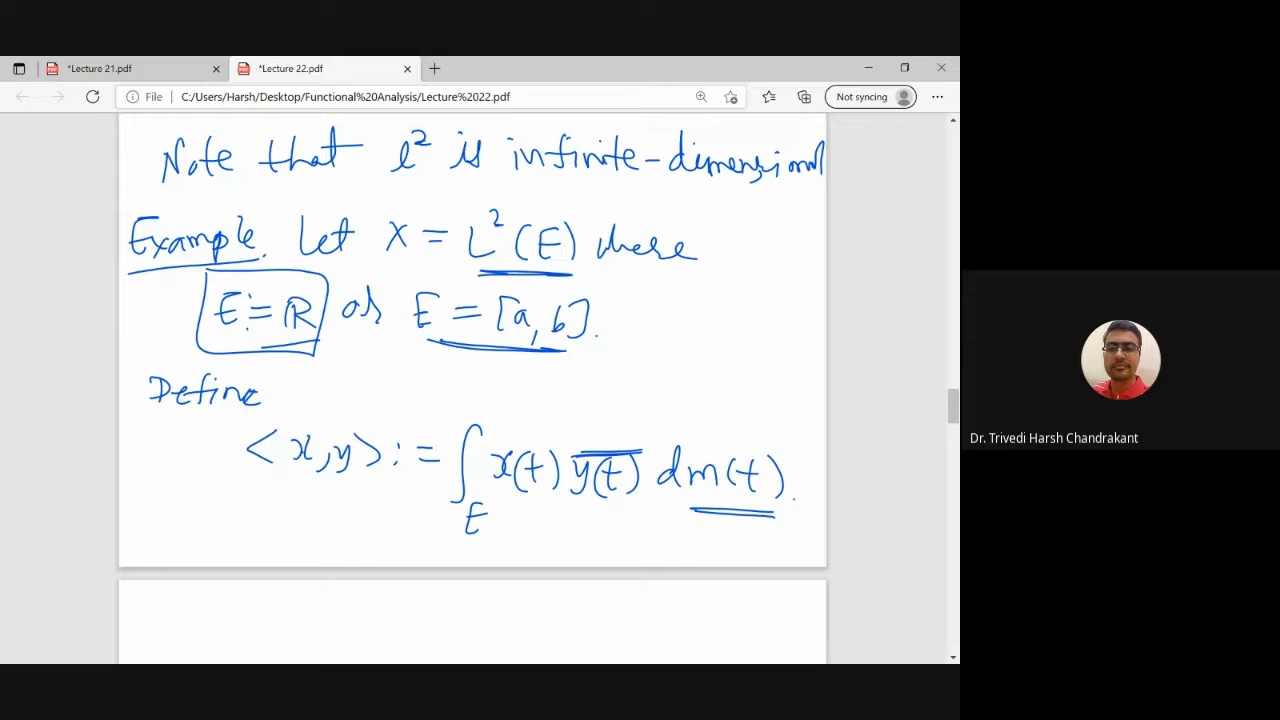 *Lecture 21.pdf
*Lecture 22.pdf
File
C:/Users/Harsh/Desktop/Functional%20Analysis/Lecture%2022.pdf
Not syncing
Note that l² is infinite-dimensional
Example. Let X = L²(E) where
E := R or E = [a, b].
Define
<x,y> := ∫_E x(t) \overline{y(t)} dm(t).
Dr. Trivedi Harsh Chandrakant